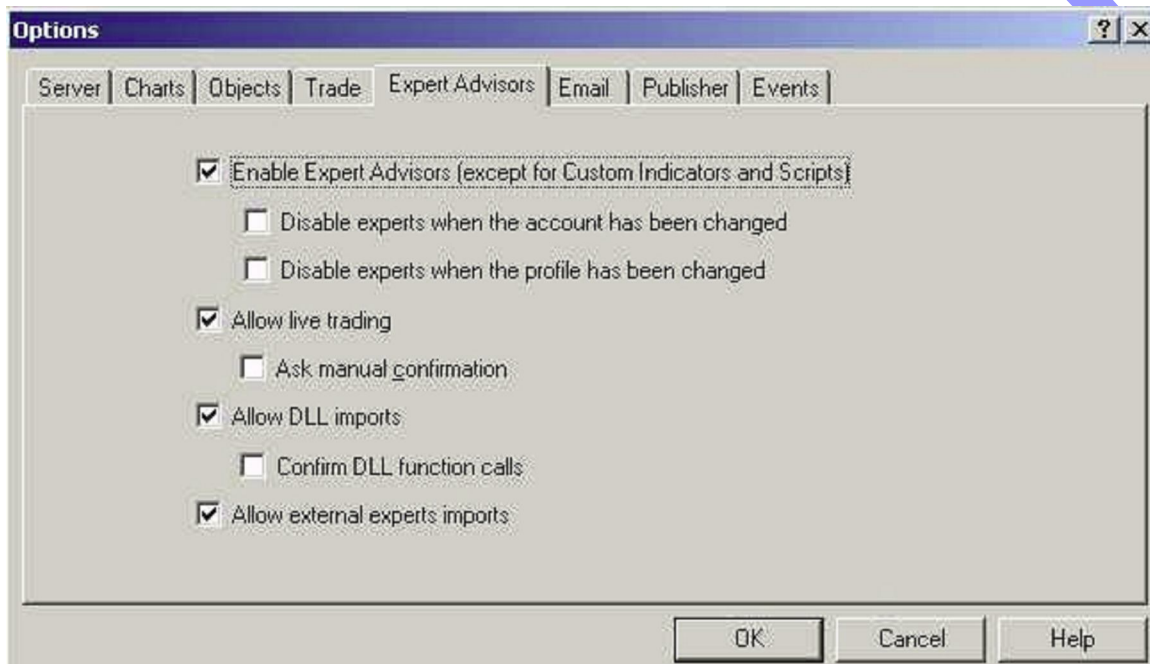 Options
Server
Charts
Objects
Trade
Expert Advisors
Email
Publisher
Events
Enable Expert Advisors (except for Custom Indicators and Scripts)
Disable experts when the account has been changed
Disable experts when the profile has been changed
Allow live trading
Ask manual confirmation
Allow DLL imports
Confirm DLL function calls
Allow external experts imports
OK
Cancel
Help